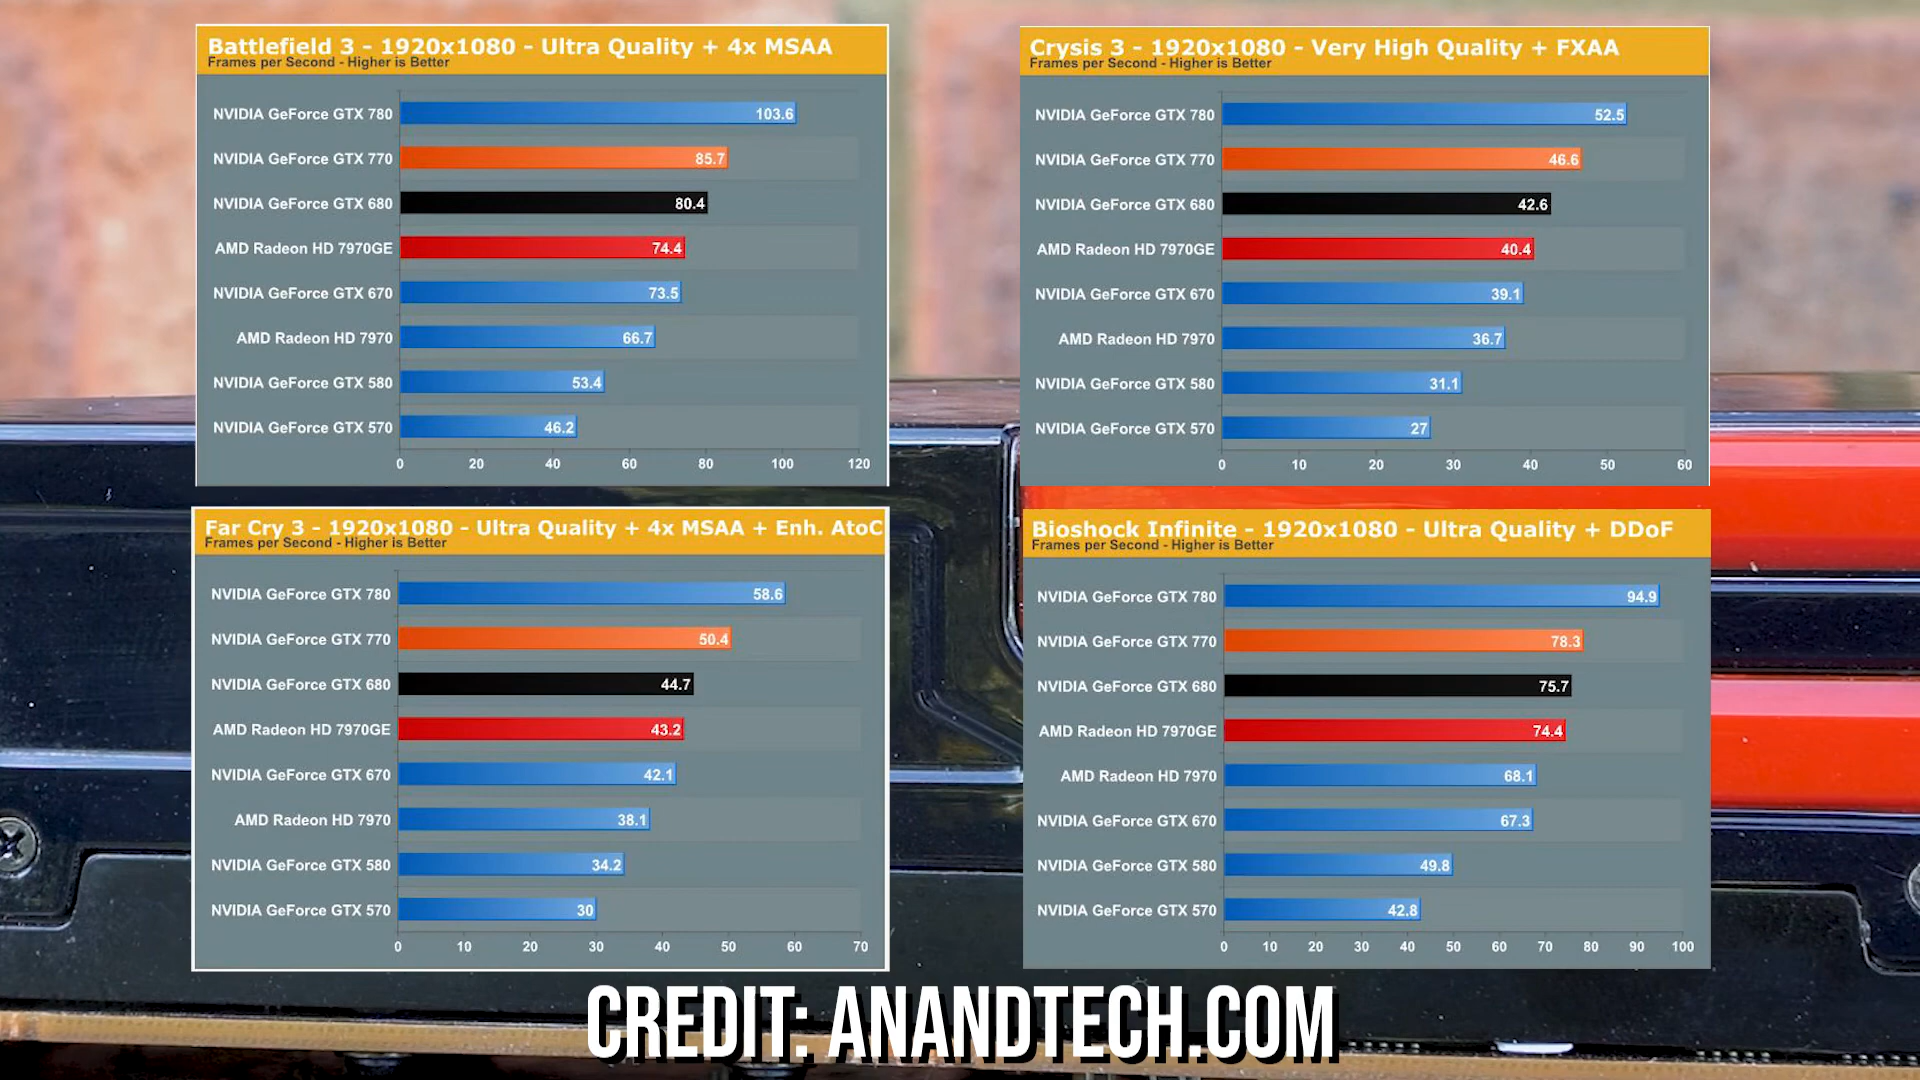 Battlefield 3 - 1920x1080 - Ultra Quality + 4x MSAA
Frames per Second - Higher is Better
NVIDIA GeForce GTX 780 103.6
NVIDIA GeForce GTX 770 85.7
NVIDIA GeForce GTX 680 80.4
AMD Radeon HD 7970GE 74.4
NVIDIA GeForce GTX 670 73.5
AMD Radeon HD 7970 66.7
NVIDIA GeForce GTX 580 53.4
NVIDIA GeForce GTX 570 46.2
0 20 40 60 80 100 120
Crysis 3 - 1920x1080 - Very High Quality + FXAA
Frames per Second - Higher is Better
NVIDIA GeForce GTX 780 52.5
NVIDIA GeForce GTX 770 46.6
NVIDIA GeForce GTX 680 42.6
AMD Radeon HD 7970GE 40.4
NVIDIA GeForce GTX 670 39.1
AMD Radeon HD 7970 36.7
NVIDIA GeForce GTX 580 31.1
NVIDIA GeForce GTX 570 27
0 10 20 30 40 50 60
Far Cry 3 - 1920x1080 - Ultra Quality + 4x MSAA + Enh. AtoC
Frames per Second - Higher is Better
NVIDIA GeForce GTX 780 58.6
NVIDIA GeForce GTX 770 50.4
NVIDIA GeForce GTX 680 44.7
AMD Radeon HD 7970GE 43.2
NVIDIA GeForce GTX 670 42.1
AMD Radeon HD 7970 38.1
NVIDIA GeForce GTX 580 34.2
NVIDIA GeForce GTX 570 30
0 10 20 30 40 50 60 70
Bioshock Infinite - 1920x1080 - Ultra Quality + DDoF
Frames per Second - Higher is Better
NVIDIA GeForce GTX 780 94.9
NVIDIA GeForce GTX 770 78.3
NVIDIA GeForce GTX 680 75.7
AMD Radeon HD 7970GE 74.4
AMD Radeon HD 7970 68.1
NVIDIA GeForce GTX 670 67.3
NVIDIA GeForce GTX 580 49.8
NVIDIA GeForce GTX 570 42.8
0 10 20 30 40 50 60 70 80 90 100
CREDIT: ANANDTECH.COM